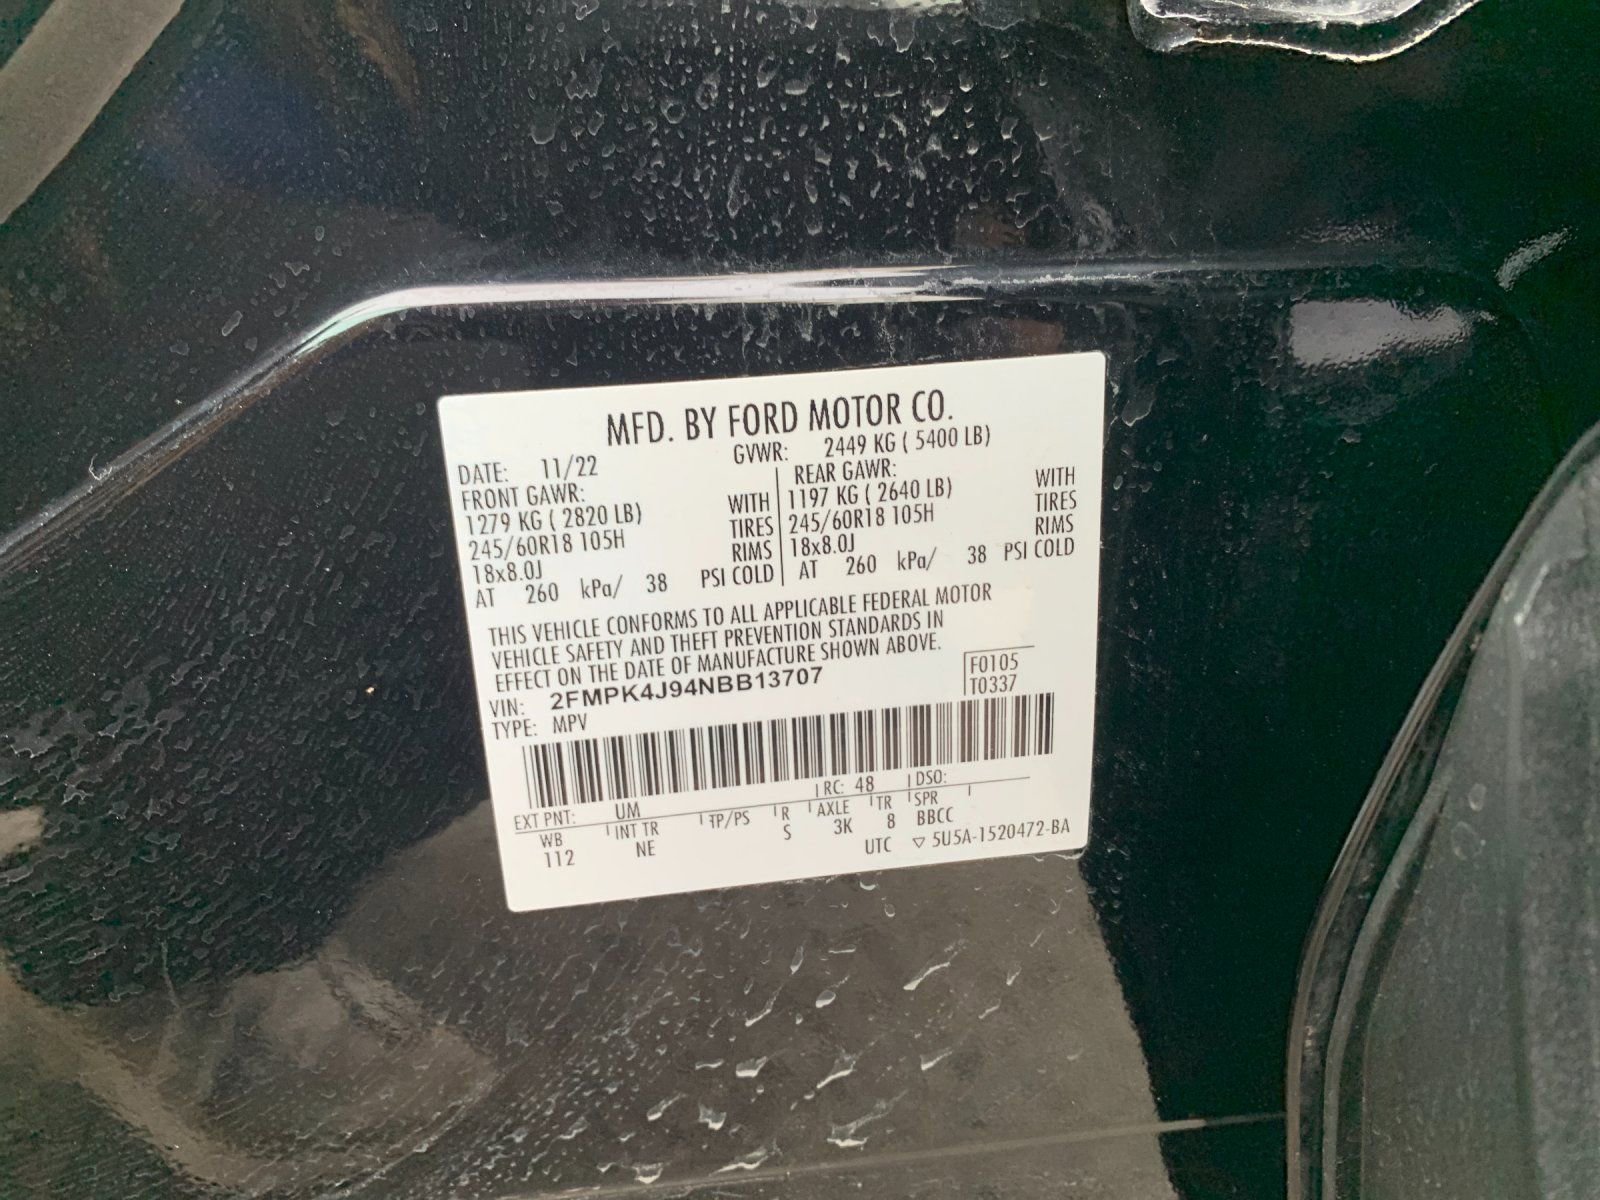 MFD. BY FORD MOTOR CO.
DATE: 11/22 GVWR: 2449 KG ( 5400 LB)
FRONT GAWR: REAR GAWR:
1279 KG ( 2820 LB) WITH 1197 KG ( 2640 LB) WITH
245/60R18 105H TIRES 245/60R18 105H TIRES
18x8.0J RIMS 18x8.0J RIMS
AT 260 kPa/ 38 PSI COLD AT 260 kPa/ 38 PSI COLD
THIS VEHICLE CONFORMS TO ALL APPLICABLE FEDERAL MOTOR
VEHICLE SAFETY AND THEFT PREVENTION STANDARDS IN
EFFECT ON THE DATE OF MANUFACTURE SHOWN ABOVE.
VIN: 2FMPK4J94NBB13707 F0105
TYPE: MPV T0337
EXT PNT: UM RC: 48 DSO:
WB INT TR TP/PS R AXLE TR SPR
112 NE S 3K 8 BBCC
UTC ▽ 5U5A-1520472-BA